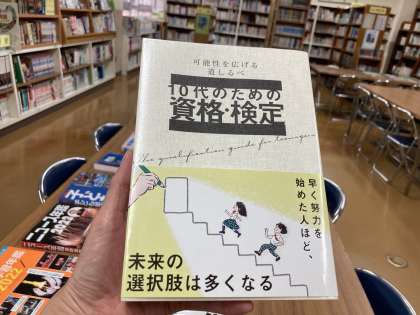 可能性を広げる
道しるべ
10代のための
資格・検定
The qualification guide for teenagers
早く努力を
始めた人ほど、
未来の
選択肢は多くなる
2022